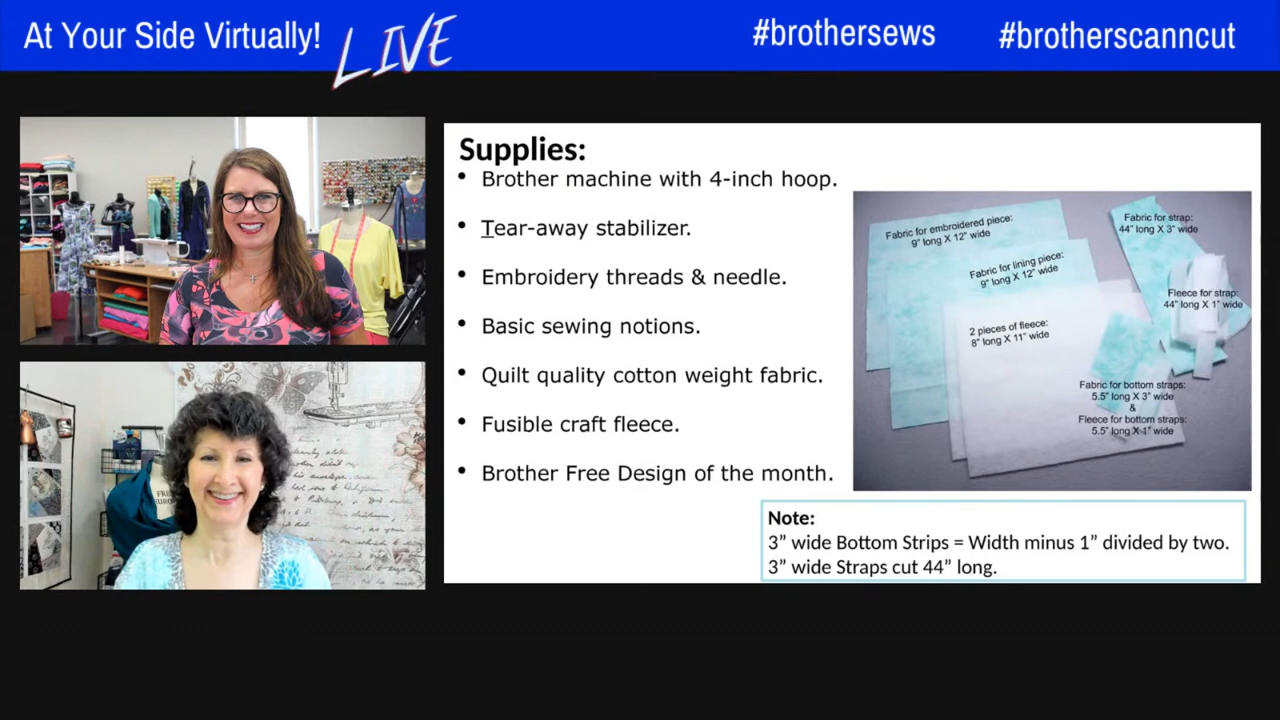 At Your Side Virtually! LIVE
#brothersews
#brotherscanncut
Supplies:
• Brother machine with 4-inch hoop.
• Tear-away stabilizer.
• Embroidery threads & needle.
• Basic sewing notions.
• Quilt quality cotton weight fabric.
• Fusible craft fleece.
• Brother Free Design of the month.
Fabric for embroidered piece:
9" long X 12" wide
Fabric for lining piece:
9" long X 12" wide
2 pieces of fleece:
8" long X 11" wide
Fabric for strap:
44" long X 3" wide
Fleece for strap:
44" long X 1" wide
Fabric for bottom straps:
5.5" long X 3" wide
&
Fleece for bottom straps:
5.5" long X 1" wide
Note:
3” wide Bottom Strips = Width minus 1” divided by two.
3” wide Straps cut 44” long.